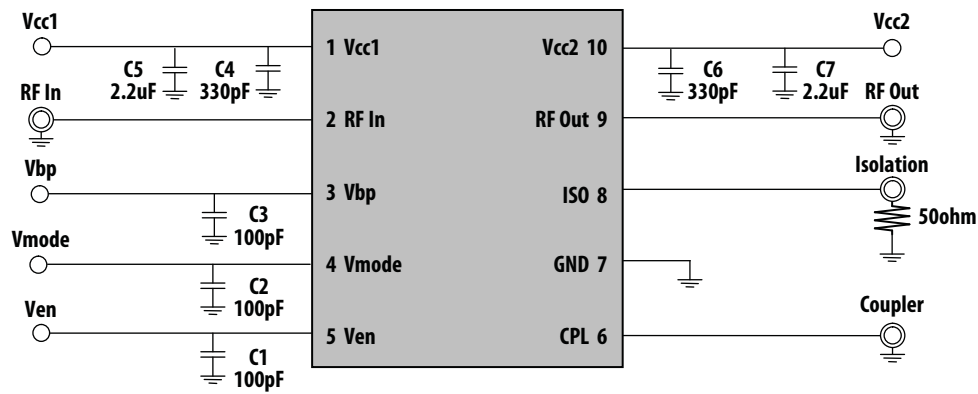 Vcc1
Vcc2
1 Vcc1
Vcc2 10
C5
2.2uF
C4
330pF
C6
330pF
C7
2.2uF
RF In
RF Out
2 RF In
RF Out 9
Vbp
Isolation
3 Vbp
ISO 8
50ohm
C3
100pF
Vmode
4 Vmode
GND 7
C2
100pF
Ven
Coupler
5 Ven
CPL 6
C1
100pF